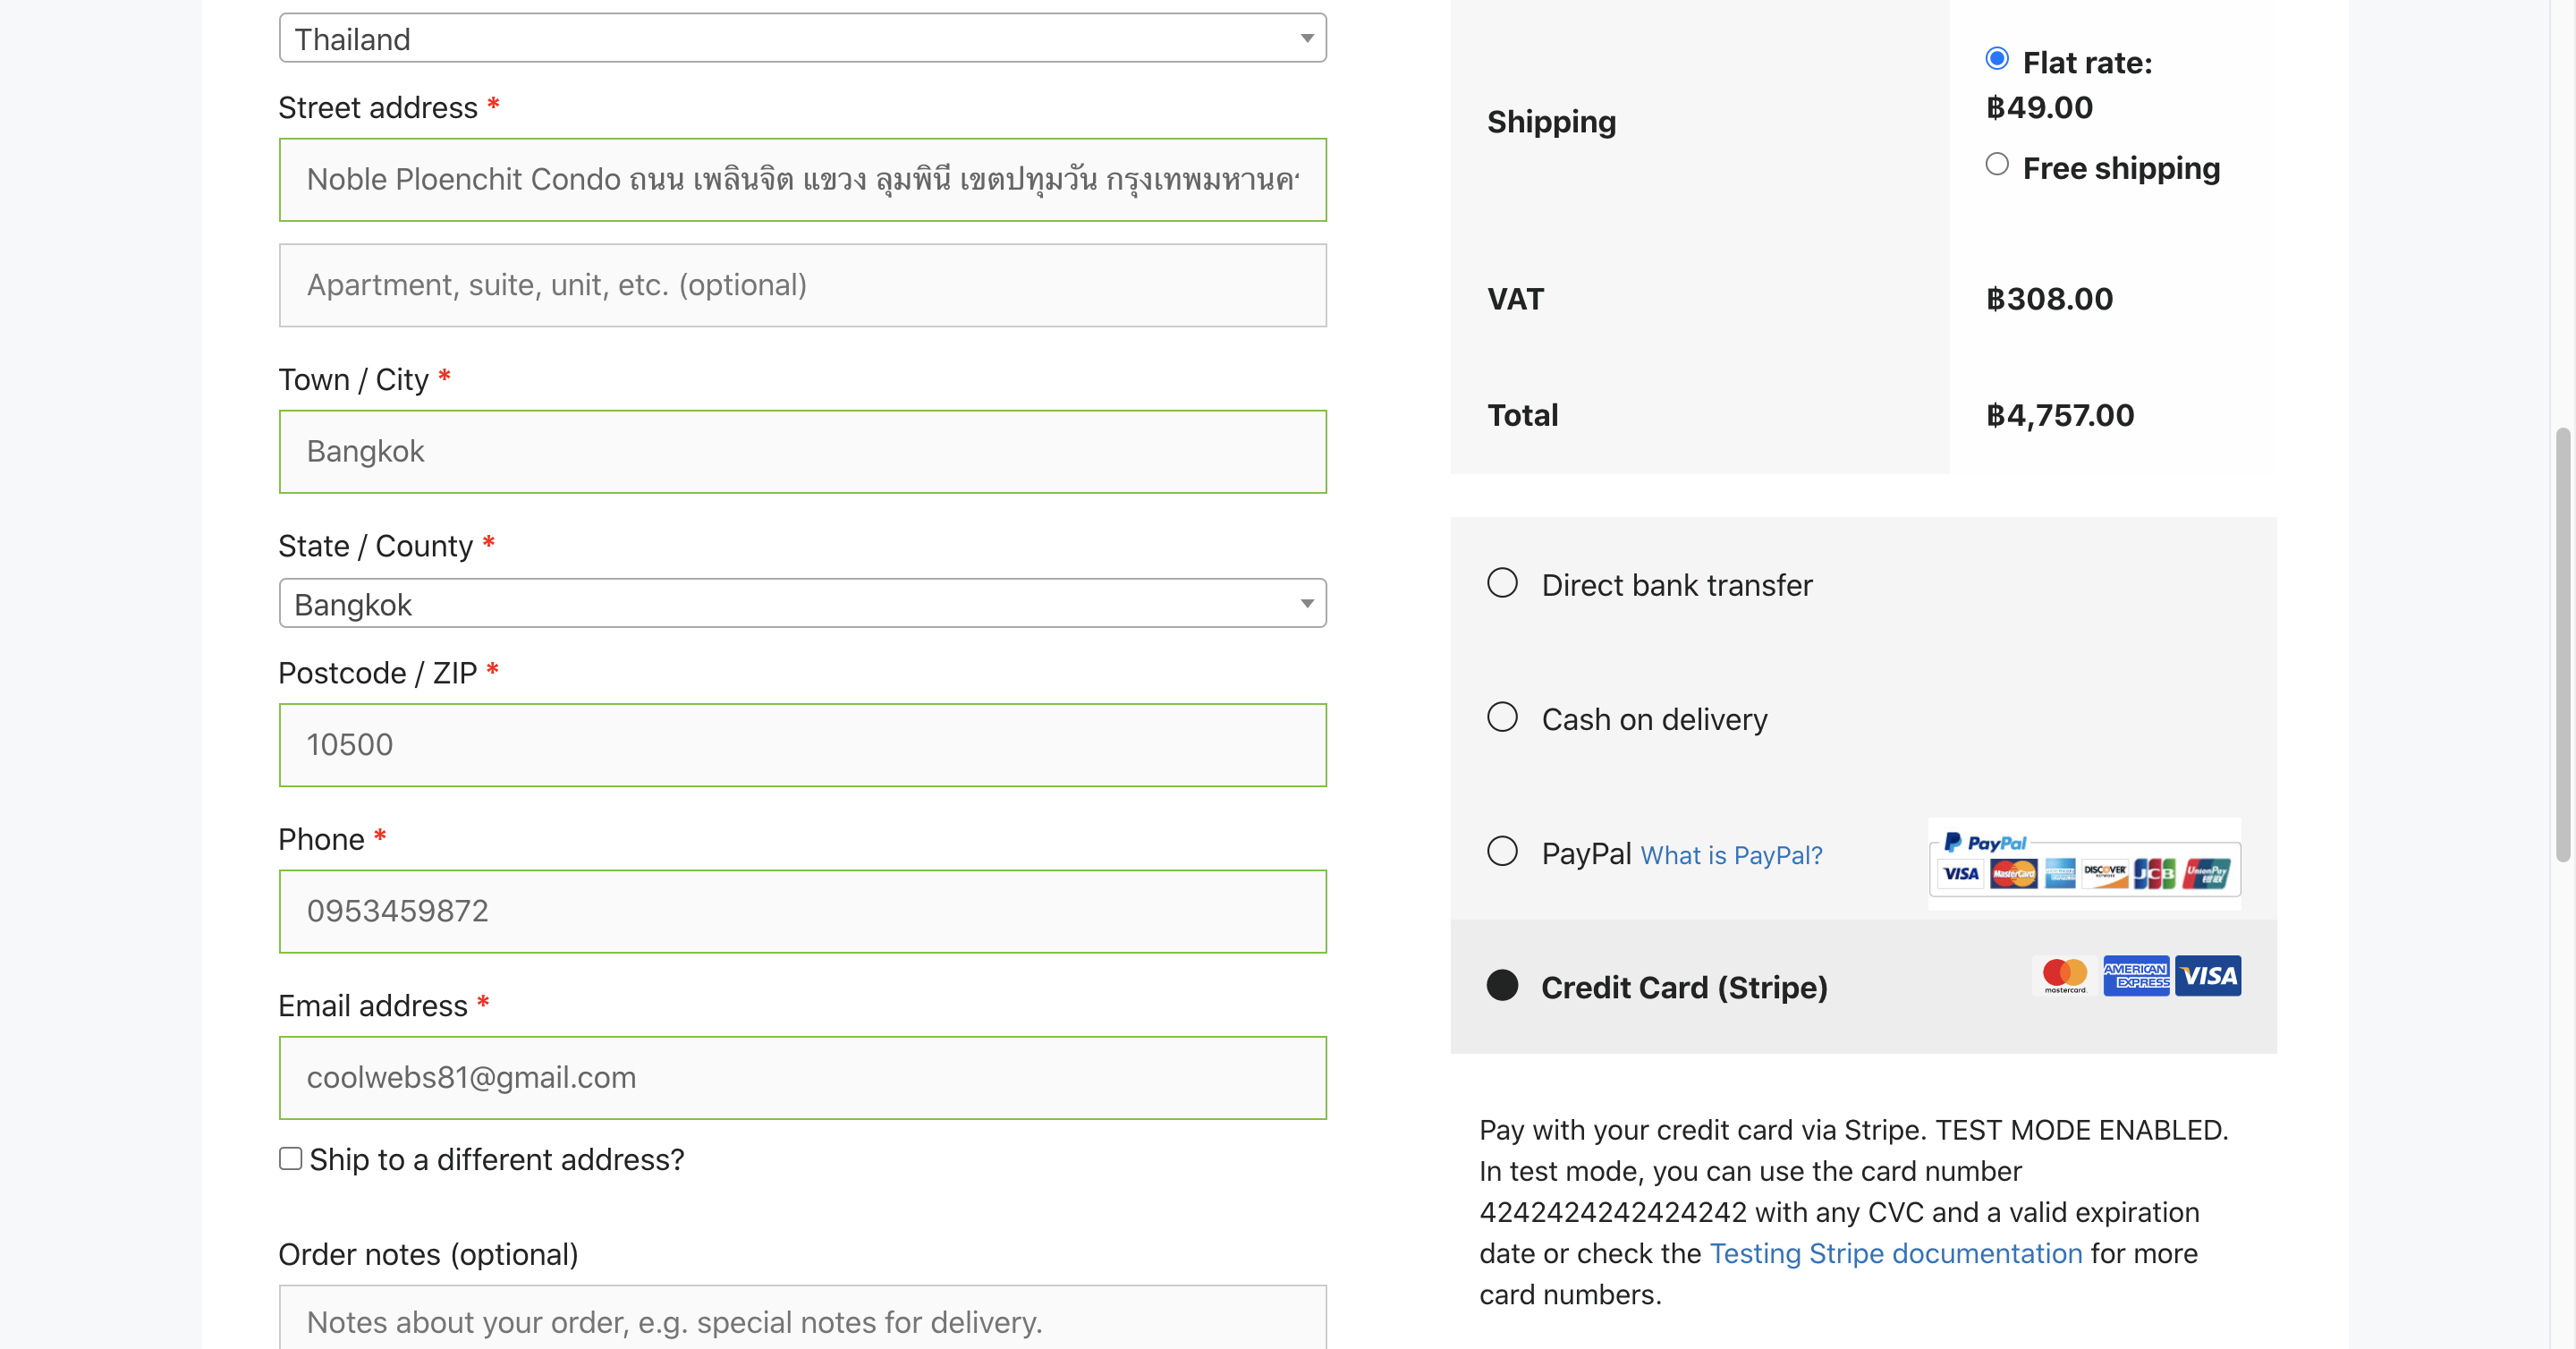 Thailand
Street address *
Noble Ploenchit Condo ถนน เพลินจิต แขวง ลุมพินี เขตปทุมวัน กรุงเทพมหานคร
Apartment, suite, unit, etc. (optional)
Town / City *
Bangkok
State / County *
Bangkok
Postcode / ZIP *
10500
Phone *
0953459872
Email address *
coolwebs81@gmail.com
Ship to a different address?
Order notes (optional)
Notes about your order, e.g. special notes for delivery.
Shipping
Flat rate:
฿49.00
Free shipping
VAT
฿308.00
Total
฿4,757.00
Direct bank transfer
Cash on delivery
PayPal What is PayPal?
PayPal
VISA MasterCard AMERICAN EXPRESS DISCOVER JCB UnionPay
Credit Card (Stripe)
mastercard. AMERICAN EXPRESS VISA
Pay with your credit card via Stripe. TEST MODE ENABLED.
In test mode, you can use the card number
4242424242424242 with any CVC and a valid expiration
date or check the Testing Stripe documentation for more
card numbers.